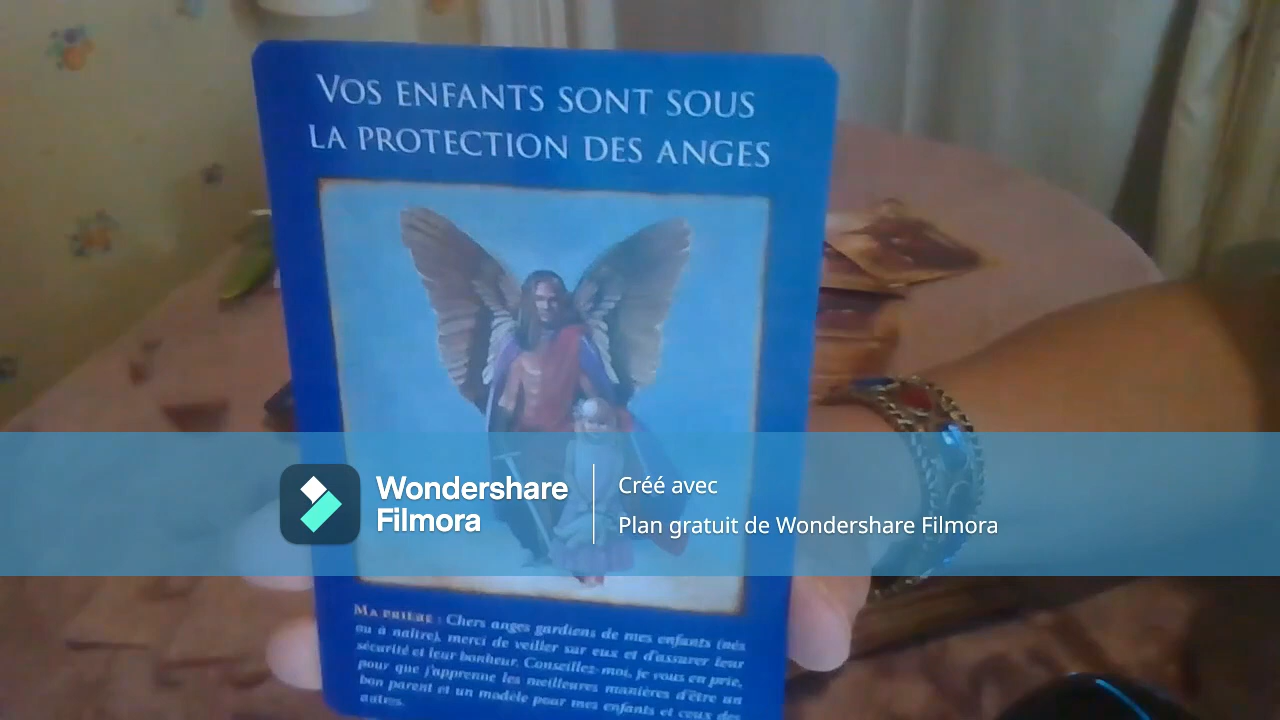 VOS ENFANTS SONT SOUS
LA PROTECTION DES ANGES
Wondershare
Filmora
Créé avec
Plan gratuit de Wondershare Filmora
MA PRIÈRE : Chers anges gardiens de mes enfants (nés
ou à naître), merci de veiller sur eux et d'assurer leur
sécurité et leur bonheur. Conseillez-moi, je vous en prie,
pour que j'apprenne les meilleures manières d'être un
bon parent et un modèle pour mes enfants et ceux des
autres.